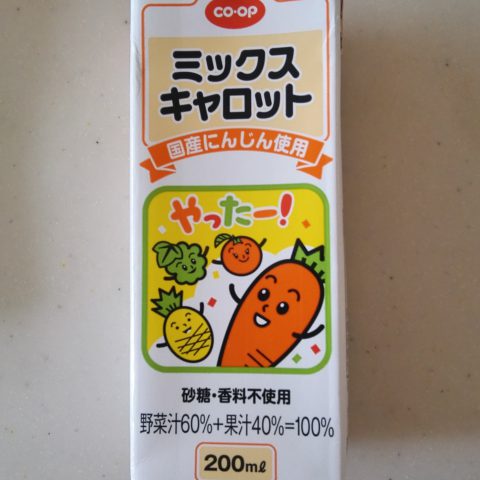 co·op
ミックス
キャロット
国産にんじん使用
やったー!
砂糖・香料不使用
野菜汁60%+果汁40%=100%
200mℓ